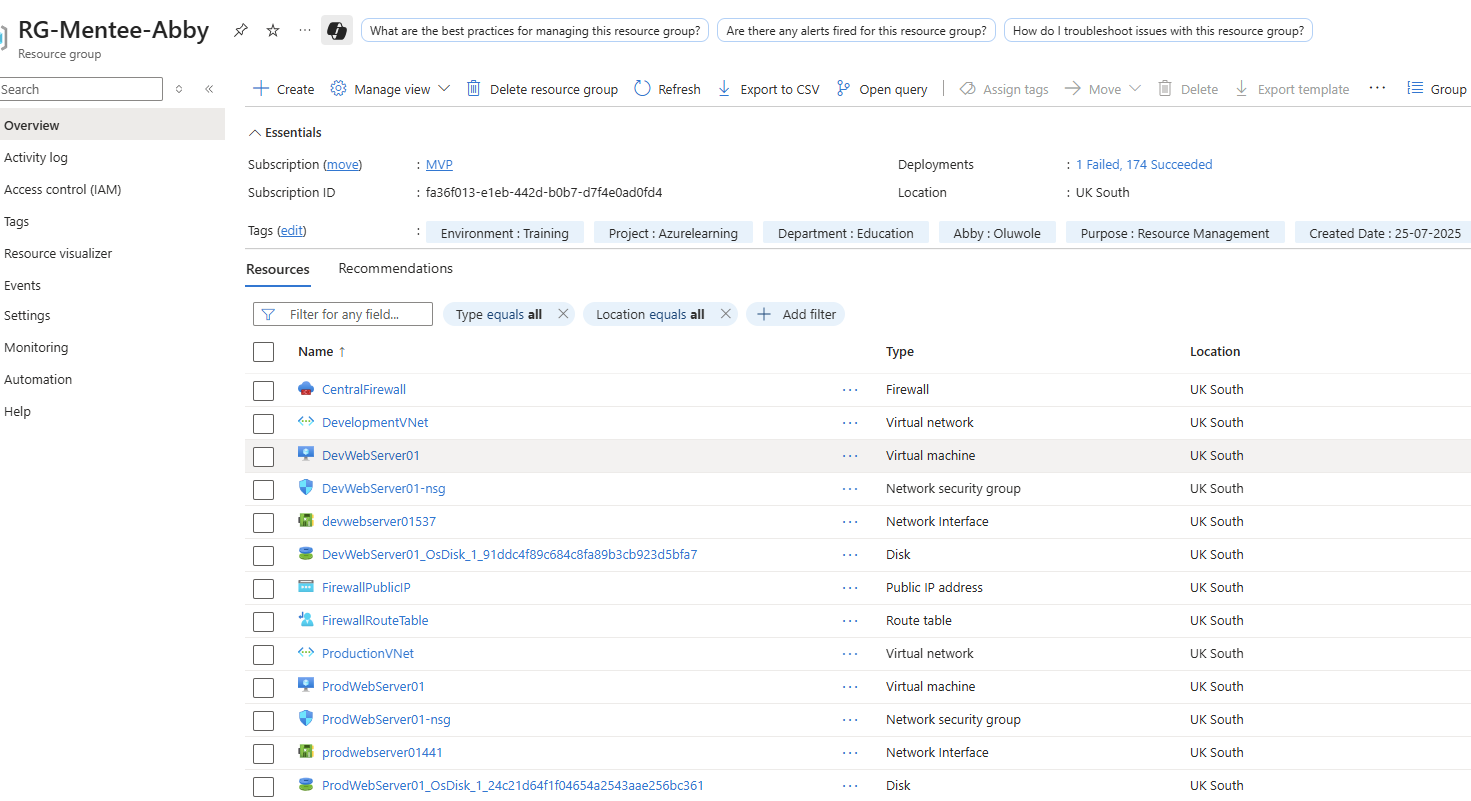 RG-Mentee-Abby
Resource group
What are the best practices for managing this resource group?
Are there any alerts fired for this resource group?
How do I troubleshoot issues with this resource group?
Search
Create
Manage view
Delete resource group
Refresh
Export to CSV
Open query
Assign tags
Move
Delete
Export template
Group
Overview
Activity log
Access control (IAM)
Tags
Resource visualizer
Events
Settings
Monitoring
Automation
Help
Essentials
Subscription (move) : MVP
Subscription ID : fa36f013-e1eb-442d-b0b7-d7f4e0ad0fd4
Deployments : 1 Failed, 174 Succeeded
Location : UK South
Tags (edit) : Environment : Training Project : Azurelearning Department : Education Abby : Oluwole Purpose : Resource Management Created Date : 25-07-2025
Resources Recommendations
Filter for any field... Type equals all Location equals all Add filter
Name ↑ Type Location
CentralFirewall ... Firewall UK South
DevelopmentVNet ... Virtual network UK South
DevWebServer01 ... Virtual machine UK South
DevWebServer01-nsg ... Network security group UK South
devwebserver01537 ... Network Interface UK South
DevWebServer01_OsDisk_1_91ddc4f89c684c8fa89b3cb923d5bfa7 ... Disk UK South
FirewallPublicIP ... Public IP address UK South
FirewallRouteTable ... Route table UK South
ProductionVNet ... Virtual network UK South
ProdWebServer01 ... Virtual machine UK South
ProdWebServer01-nsg ... Network security group UK South
prodwebserver01441 ... Network Interface UK South
ProdWebServer01_OsDisk_1_24c21d64f1f04654a2543aae256bc361 ... Disk UK South